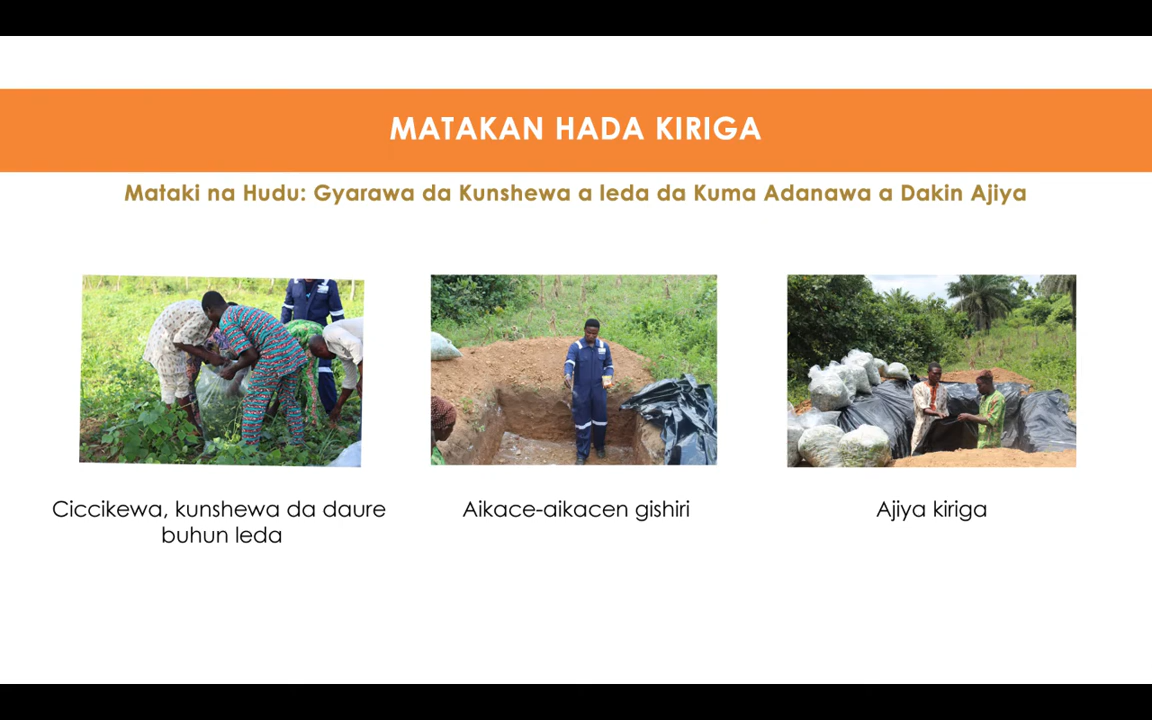 MATAKAN HADA KIRIGA
Mataki na Hudu: Gyarawa da Kunshewa a leda da Kuma Adanawa a Dakin Ajiya
Ciccikewa, kunshewa da daure
buhun leda
Aikace-aikacen gishiri
Ajiya kiriga